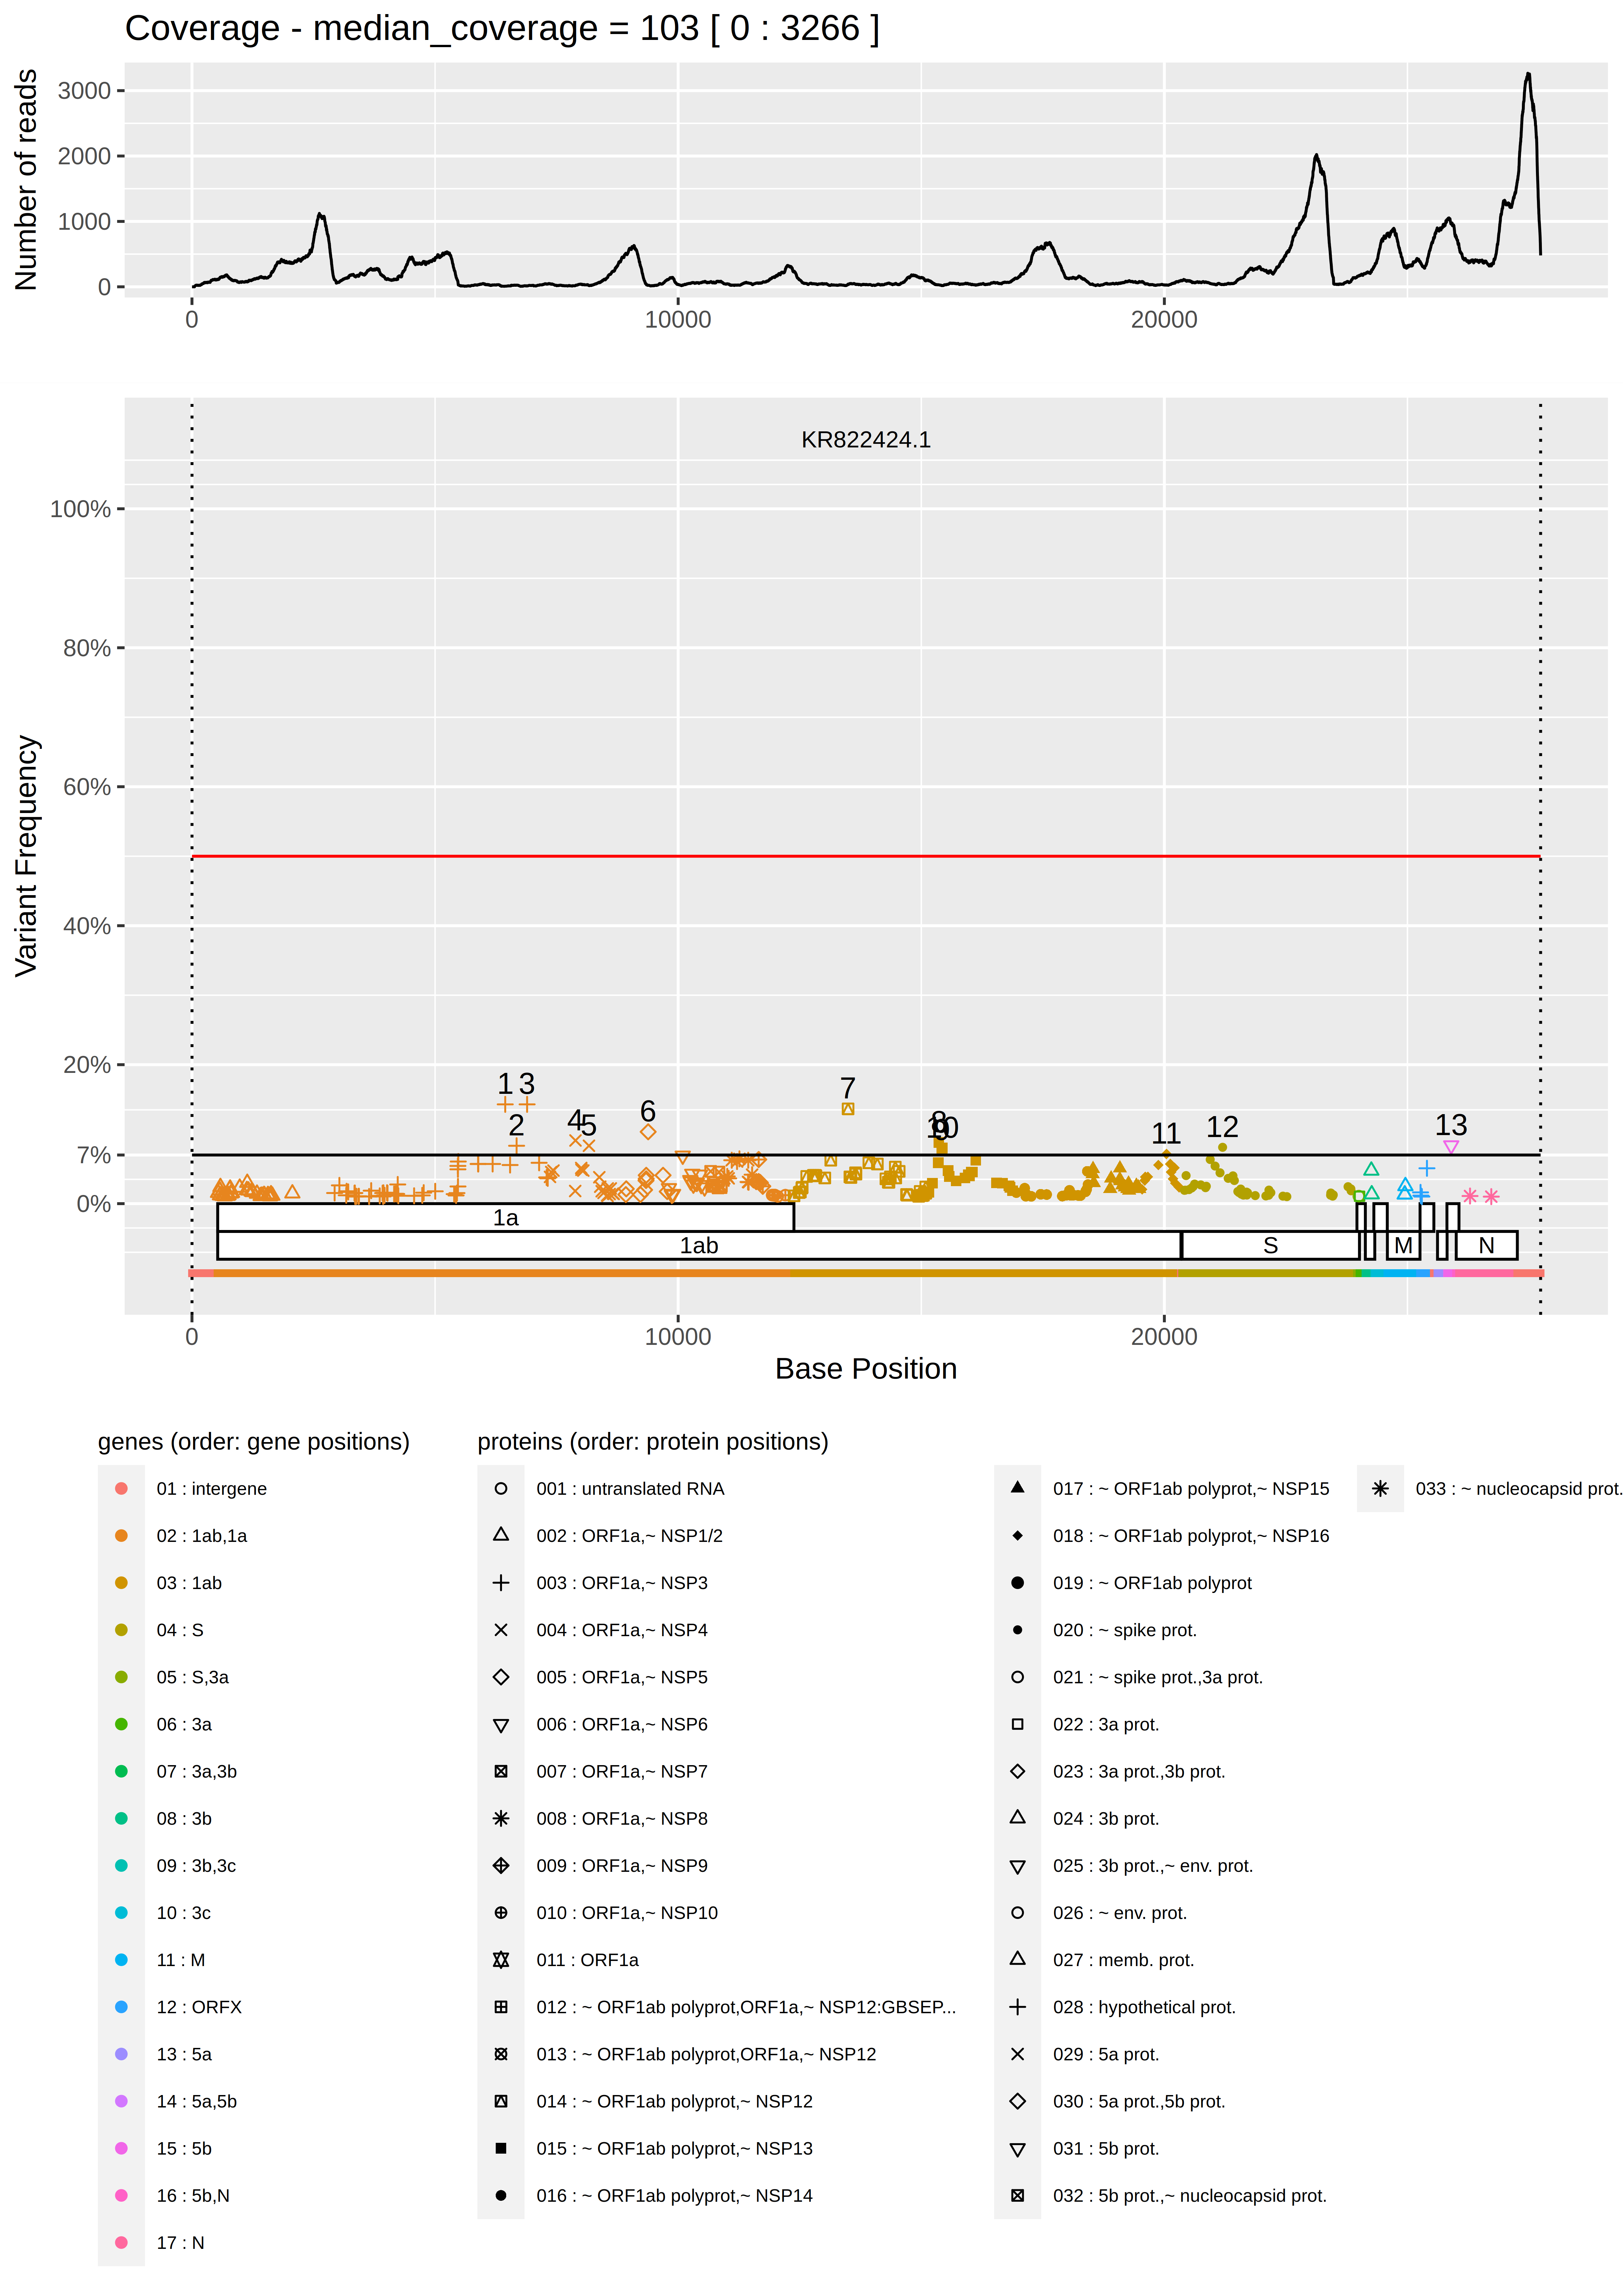 Coverage - median_coverage = 103 [ 0 : 3266 ]
Number of reads
3000
2000
1000
0
0 10000 20000
KR822424.1
Variant Frequency
100%
80%
60%
40%
20%
7%
0%
1 3
2
4
5
6
7
8
9
10
11
12
13
1a
1ab S M N
0 10000 20000
Base Position
genes (order: gene positions)
01 : intergene
02 : 1ab,1a
03 : 1ab
04 : S
05 : S,3a
06 : 3a
07 : 3a,3b
08 : 3b
09 : 3b,3c
10 : 3c
11 : M
12 : ORFX
13 : 5a
14 : 5a,5b
15 : 5b
16 : 5b,N
17 : N
proteins (order: protein positions)
001 : untranslated RNA
002 : ORF1a,~ NSP1/2
003 : ORF1a,~ NSP3
004 : ORF1a,~ NSP4
005 : ORF1a,~ NSP5
006 : ORF1a,~ NSP6
007 : ORF1a,~ NSP7
008 : ORF1a,~ NSP8
009 : ORF1a,~ NSP9
010 : ORF1a,~ NSP10
011 : ORF1a
012 : ~ ORF1ab polyprot,ORF1a,~ NSP12:GBSEP...
013 : ~ ORF1ab polyprot,ORF1a,~ NSP12
014 : ~ ORF1ab polyprot,~ NSP12
015 : ~ ORF1ab polyprot,~ NSP13
016 : ~ ORF1ab polyprot,~ NSP14
017 : ~ ORF1ab polyprot,~ NSP15
018 : ~ ORF1ab polyprot,~ NSP16
019 : ~ ORF1ab polyprot
020 : ~ spike prot.
021 : ~ spike prot.,3a prot.
022 : 3a prot.
023 : 3a prot.,3b prot.
024 : 3b prot.
025 : 3b prot.,~ env. prot.
026 : ~ env. prot.
027 : memb. prot.
028 : hypothetical prot.
029 : 5a prot.
030 : 5a prot.,5b prot.
031 : 5b prot.
032 : 5b prot.,~ nucleocapsid prot.
033 : ~ nucleocapsid prot.